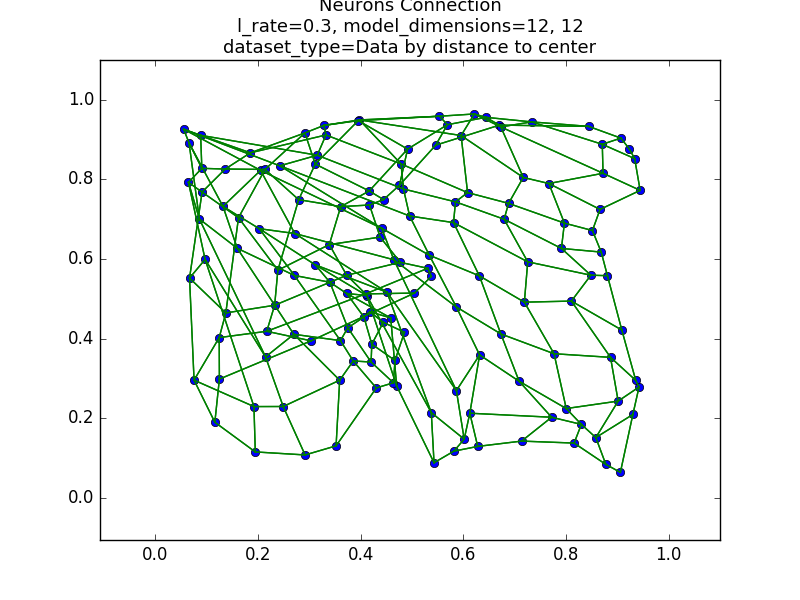 Neurons Connection
l_rate=0.3, model_dimensions=12, 12
dataset_type=Data by distance to center
1.0
0.8
0.6
0.4
0.2
0.0
0.0 0.2 0.4 0.6 0.8 1.0